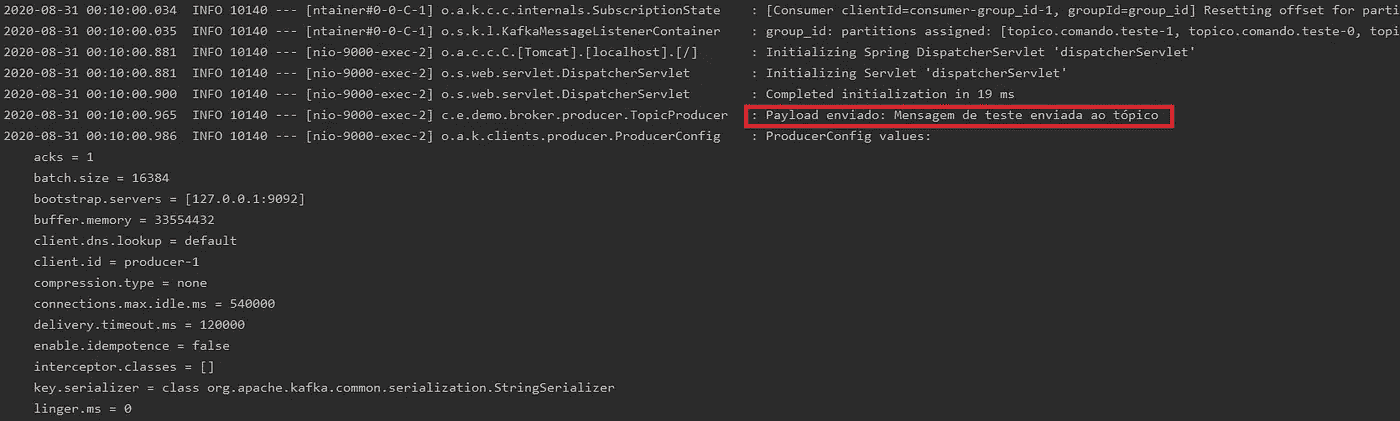 2020-08-31 00:10:00.034  INFO 10140 --- [ntainer#0-0-C-1] o.a.k.c.c.internals.SubscriptionState    : [Consumer clientId=consumer-group_id-1, groupId=group_id] Resetting offset for parti
2020-08-31 00:10:00.035  INFO 10140 --- [ntainer#0-0-C-1] o.s.k.l.KafkaMessageListenerContainer    : group_id: partitions assigned: [topico.comando.teste-1, topico.comando.teste-0, topi
2020-08-31 00:10:00.881  INFO 10140 --- [nio-9000-exec-2] o.a.c.c.C.[Tomcat].[localhost].[/]       : Initializing Spring DispatcherServlet 'dispatcherServlet'
2020-08-31 00:10:00.881  INFO 10140 --- [nio-9000-exec-2] o.s.web.servlet.DispatcherServlet        : Initializing Servlet 'dispatcherServlet'
2020-08-31 00:10:00.900  INFO 10140 --- [nio-9000-exec-2] o.s.web.servlet.DispatcherServlet        : Completed initialization in 19 ms
2020-08-31 00:10:00.965  INFO 10140 --- [nio-9000-exec-2] c.e.demo.broker.producer.TopicProducer   : Payload enviado: Mensagem de teste enviada ao tópico
2020-08-31 00:10:00.986  INFO 10140 --- [nio-9000-exec-2] o.a.k.clients.producer.ProducerConfig    : ProducerConfig values:
acks = 1
batch.size = 16384
bootstrap.servers = [127.0.0.1:9092]
buffer.memory = 33554432
client.dns.lookup = default
client.id = producer-1
compression.type = none
connections.max.idle.ms = 540000
delivery.timeout.ms = 120000
enable.idempotence = false
interceptor.classes = []
key.serializer = class org.apache.kafka.common.serialization.StringSerializer
linger.ms = 0